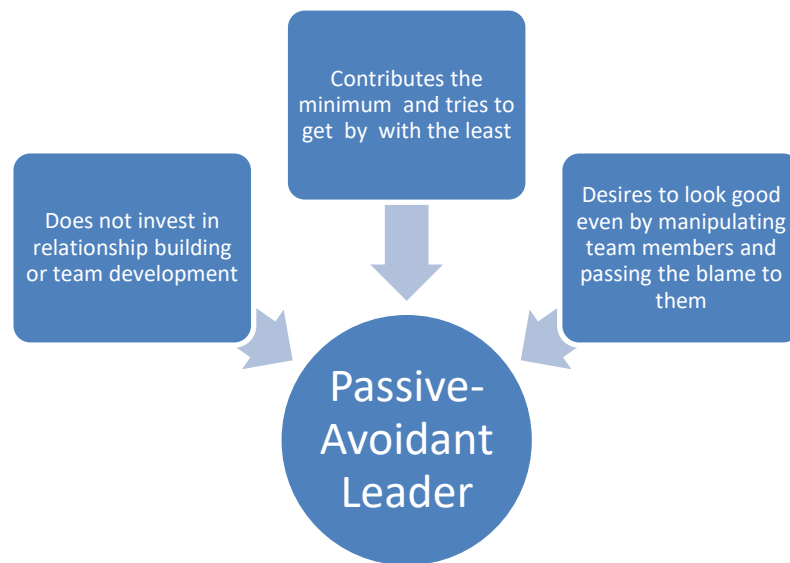 Contributes the
minimum  and tries to
get  by  with the least
Does not invest in
relationship building
or team development
Desires to look good
even by manipulating
team members and
passing the blame to
them
Passive-
Avoidant
Leader